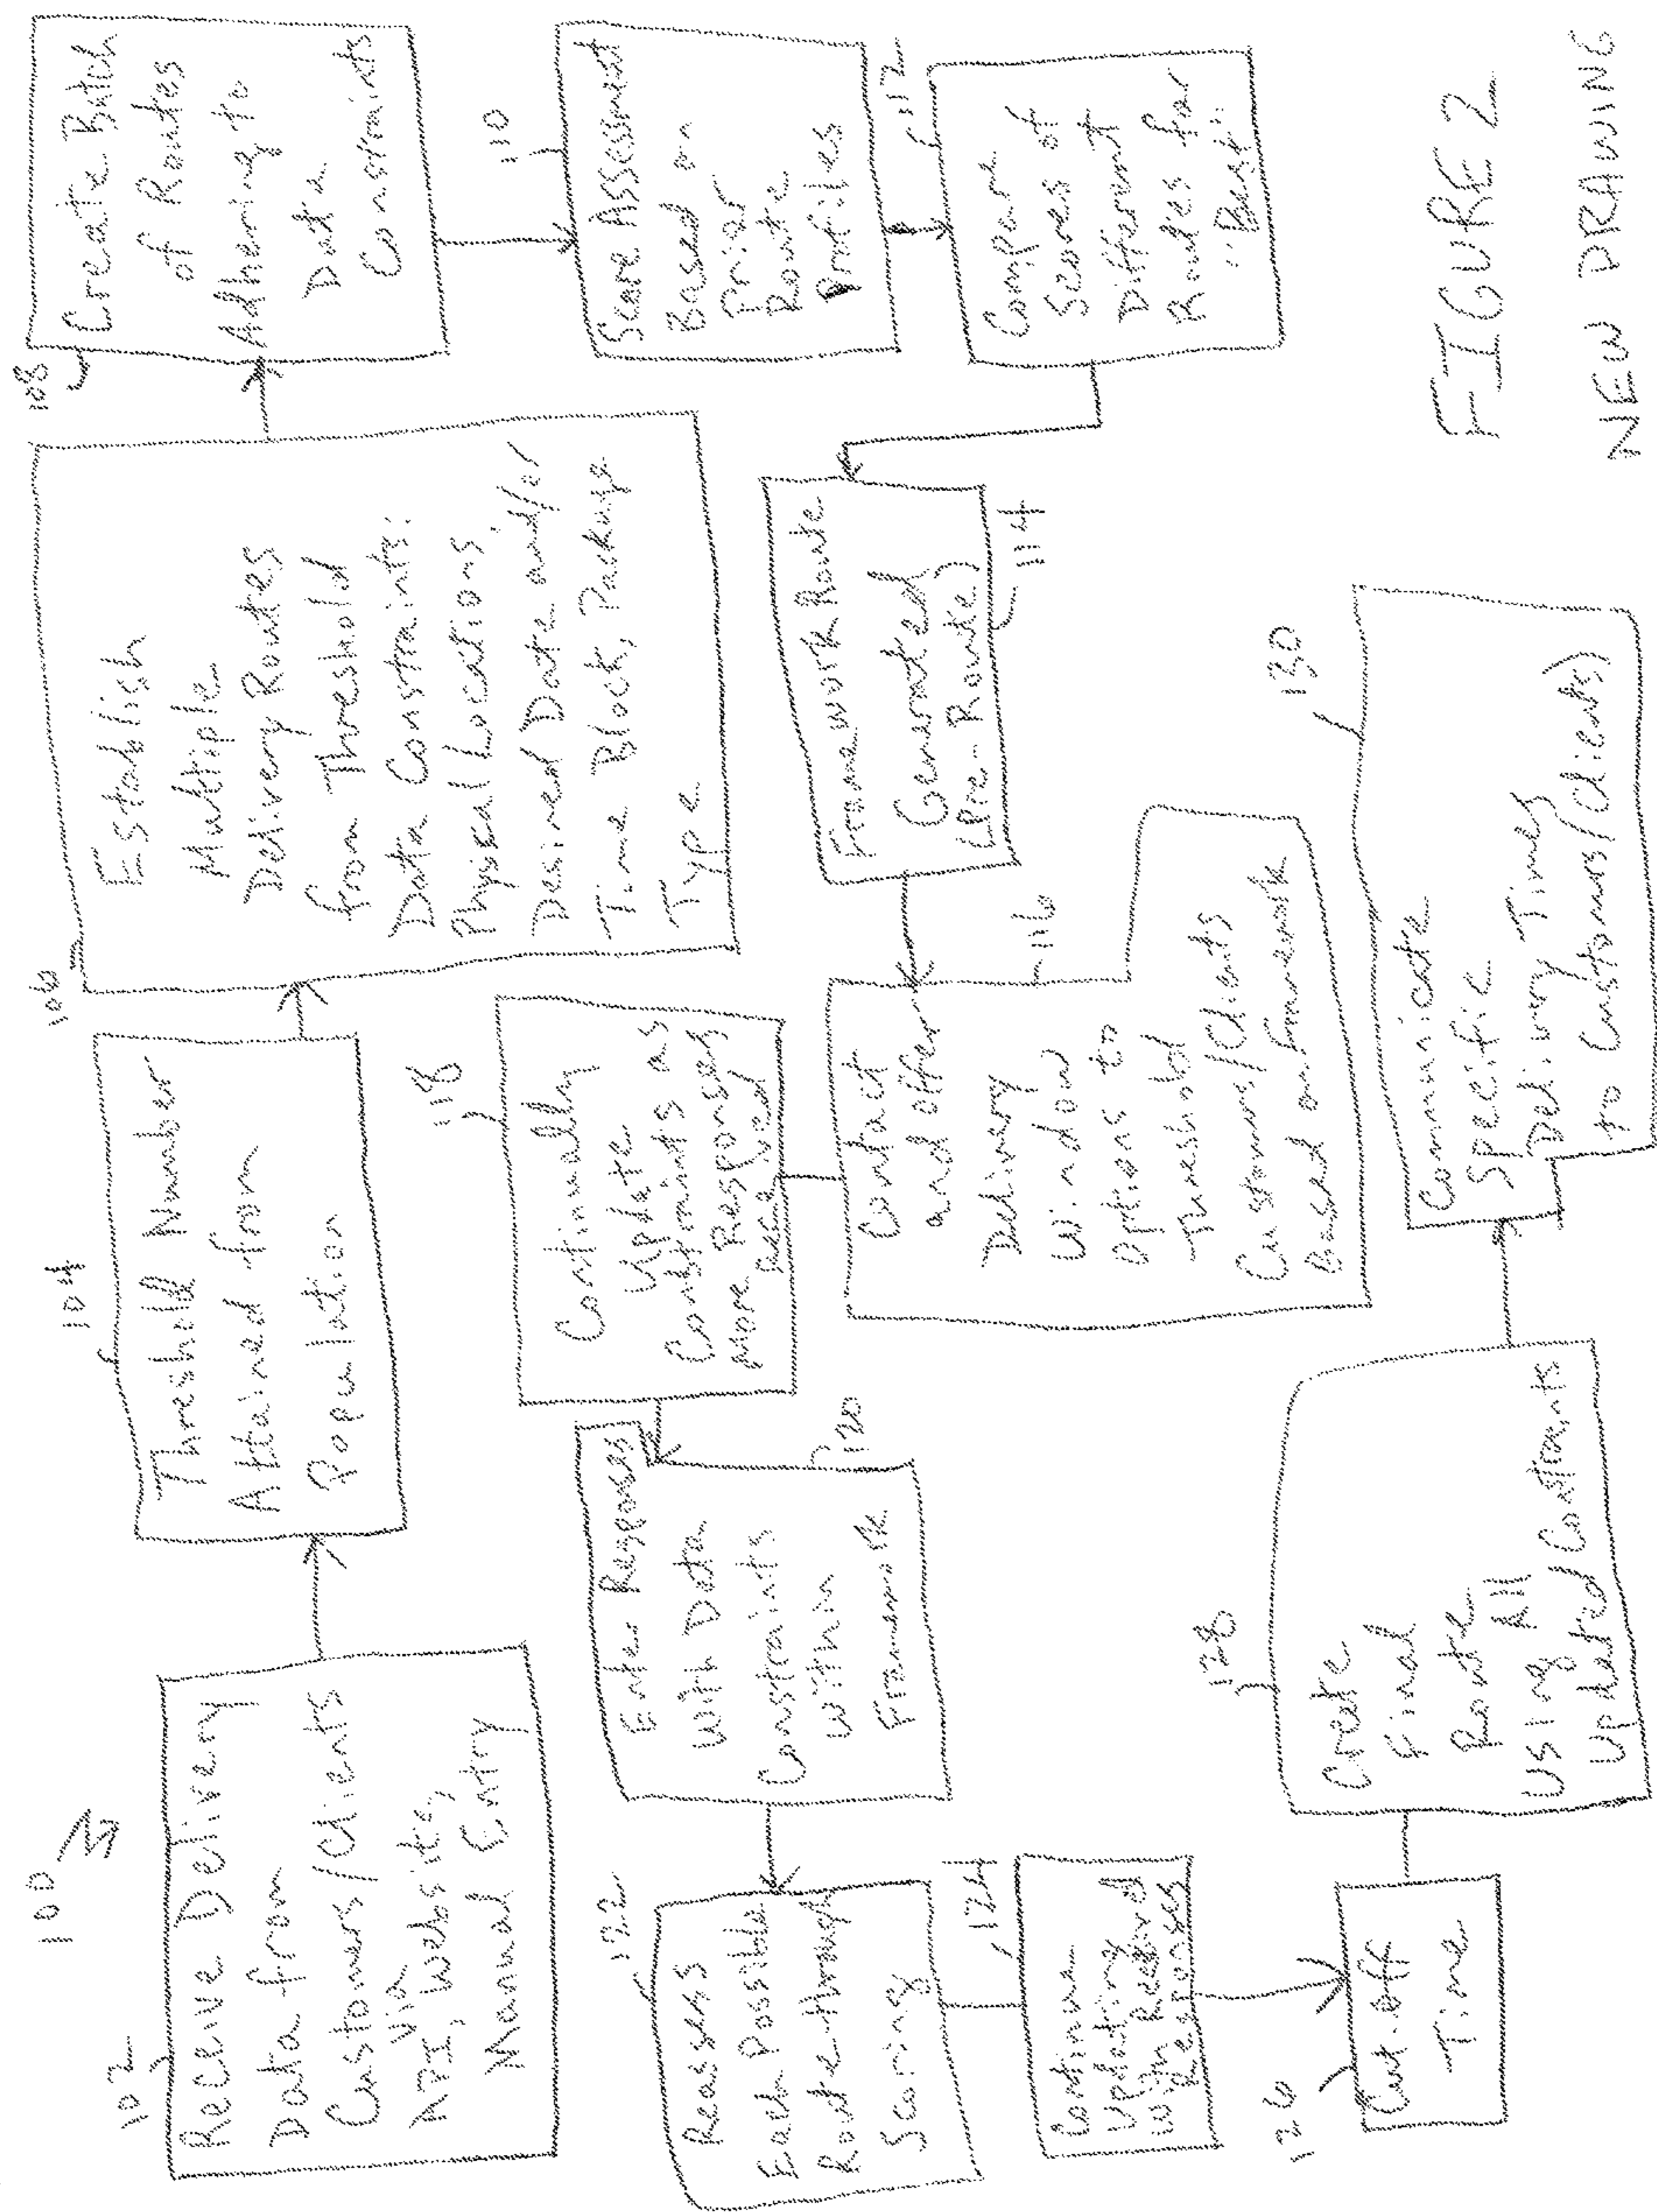 100
102
Receive Delivery
Data from
Customers/Clients
via
API, Website,
Manual Entry
104
Threshold Number
Attained from
Population
106
Establish
Multiple
Delivery Routes
from Threshold
Data Constraints:
Physical Locations,
Desired Date and/or
Time Block, Package
Type
108
Create Batch
of Routes
Adhering to
Data
Constraints
110
Score Assessment
Based on
Prior
Route
Profiles
112
Compare
Scores of
Different
Routes for
"Best"
Framework Route
Generated
(Pre-Route)
114
116
Contact
and offer
Delivery
Window
Options to
Threshold
Customers/Clients
Based on Framework
118
Continually
Update
Constraints as
More Responses
Received
120
Enter Responses
With Data
Constraints
within
Framework
122
Reassess
Each Possible
Route through
Scoring
124
Continue
Updating
with Received
Responses
126
Cut-off
Time
128
Create
Final
Route
Using All
Updated Constraints
130
Communicate
Specific
Delivery Times
to Customers/Clients)
FIGURE 2
NEW DRAWING